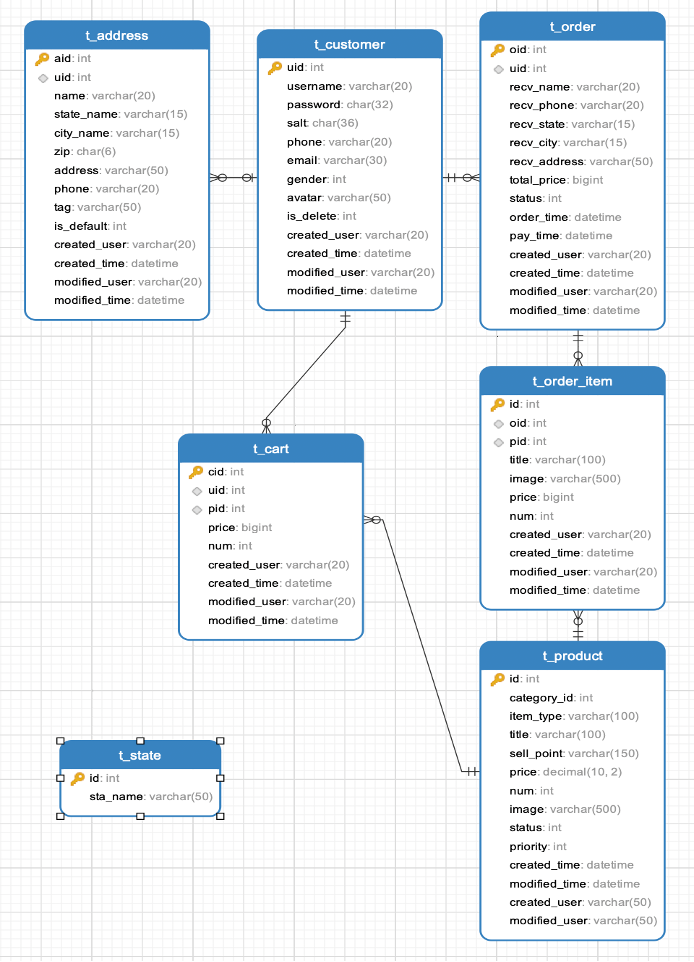 t_address
aid: int
uid: int
name: varchar(20)
state_name: varchar(15)
city_name: varchar(15)
zip: char(6)
address: varchar(50)
phone: varchar(20)
tag: varchar(50)
is_default: int
created_user: varchar(20)
created_time: datetime
modified_user: varchar(20)
modified_time: datetime
t_customer
uid: int
username: varchar(20)
password: char(32)
salt: char(36)
phone: varchar(20)
email: varchar(30)
gender: int
avatar: varchar(50)
is_delete: int
created_user: varchar(20)
created_time: datetime
modified_user: varchar(20)
modified_time: datetime
t_order
oid: int
uid: int
recv_name: varchar(20)
recv_phone: varchar(20)
recv_state: varchar(15)
recv_city: varchar(15)
recv_address: varchar(50)
total_price: bigint
status: int
order_time: datetime
pay_time: datetime
created_user: varchar(20)
created_time: datetime
modified_user: varchar(20)
modified_time: datetime
t_order_item
id: int
oid: int
pid: int
title: varchar(100)
image: varchar(500)
price: bigint
num: int
created_user: varchar(20)
created_time: datetime
modified_user: varchar(20)
modified_time: datetime
t_cart
cid: int
uid: int
pid: int
price: bigint
num: int
created_user: varchar(20)
created_time: datetime
modified_user: varchar(20)
modified_time: datetime
t_product
id: int
category_id: int
item_type: varchar(100)
title: varchar(100)
sell_point: varchar(150)
price: decimal(10, 2)
num: int
image: varchar(500)
status: int
priority: int
created_time: datetime
modified_time: datetime
created_user: varchar(50)
modified_user: varchar(50)
t_state
id: int
sta_name: varchar(50)